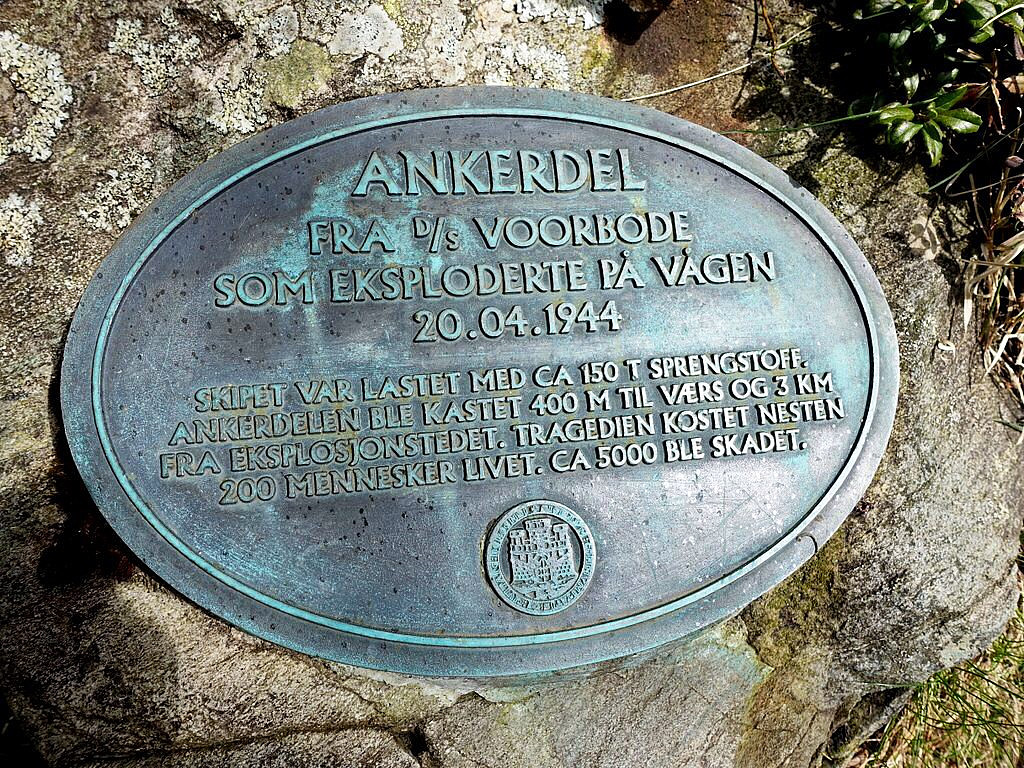 ANKERDEL
FRA D/S VOORBODE
SOM EKSPLODERTE PÅ VÅGEN
20.04.1944
SKIPET VAR LASTET MED CA 150 T SPRENGSTOFF.
ANKERDELEN BLE KASTET 400 M TIL VÆRS OG 3 KM
FRA EKSPLOSJONSTEDET. TRAGEDIEN KOSTET NESTEN
200 MENNESKER LIVET. CA 5000 BLE SKADET.